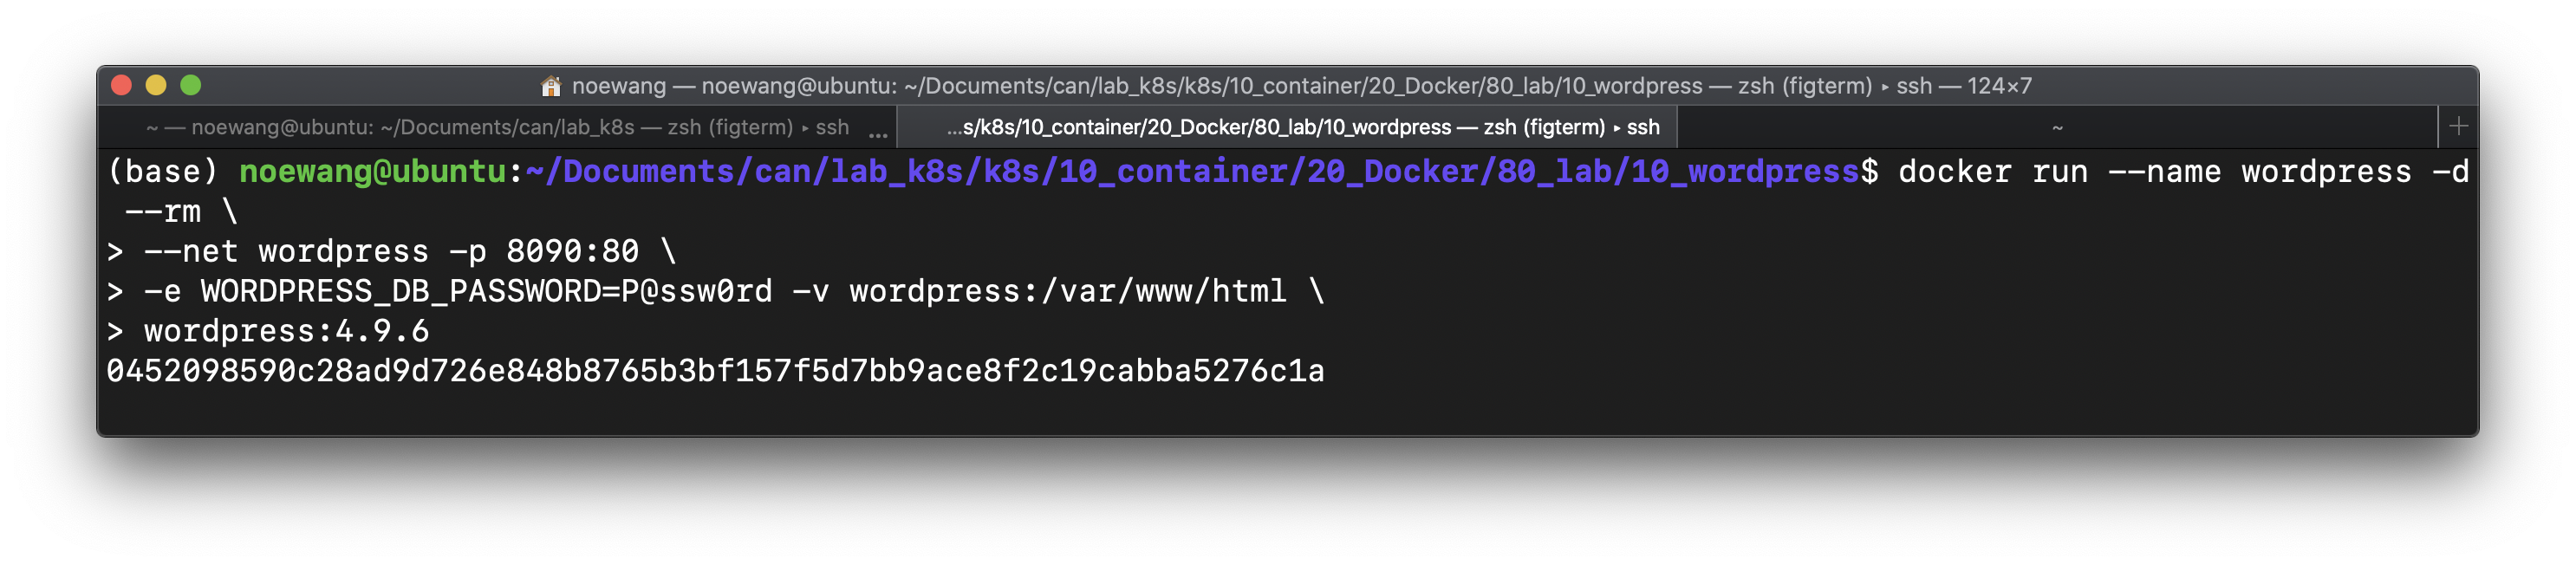 noewang — noewang@ubuntu: ~/Documents/can/lab_k8s/k8s/10_container/20_Docker/80_lab/10_wordpress — zsh (figterm) ▸ ssh — 124×7
~ — noewang@ubuntu: ~/Documents/can/lab_k8s — zsh (figterm) ▸ ssh ... ...s/k8s/10_container/20_Docker/80_lab/10_wordpress — zsh (figterm) ▸ ssh ~ +
(base) noewang@ubuntu:~/Documents/can/lab_k8s/k8s/10_container/20_Docker/80_lab/10_wordpress$ docker run --name wordpress -d
 --rm \
> --net wordpress -p 8090:80 \
> -e WORDPRESS_DB_PASSWORD=P@ssw0rd -v wordpress:/var/www/html \
> wordpress:4.9.6
0452098590c28ad9d726e848b8765b3bf157f5d7bb9ace8f2c19cabba5276c1a